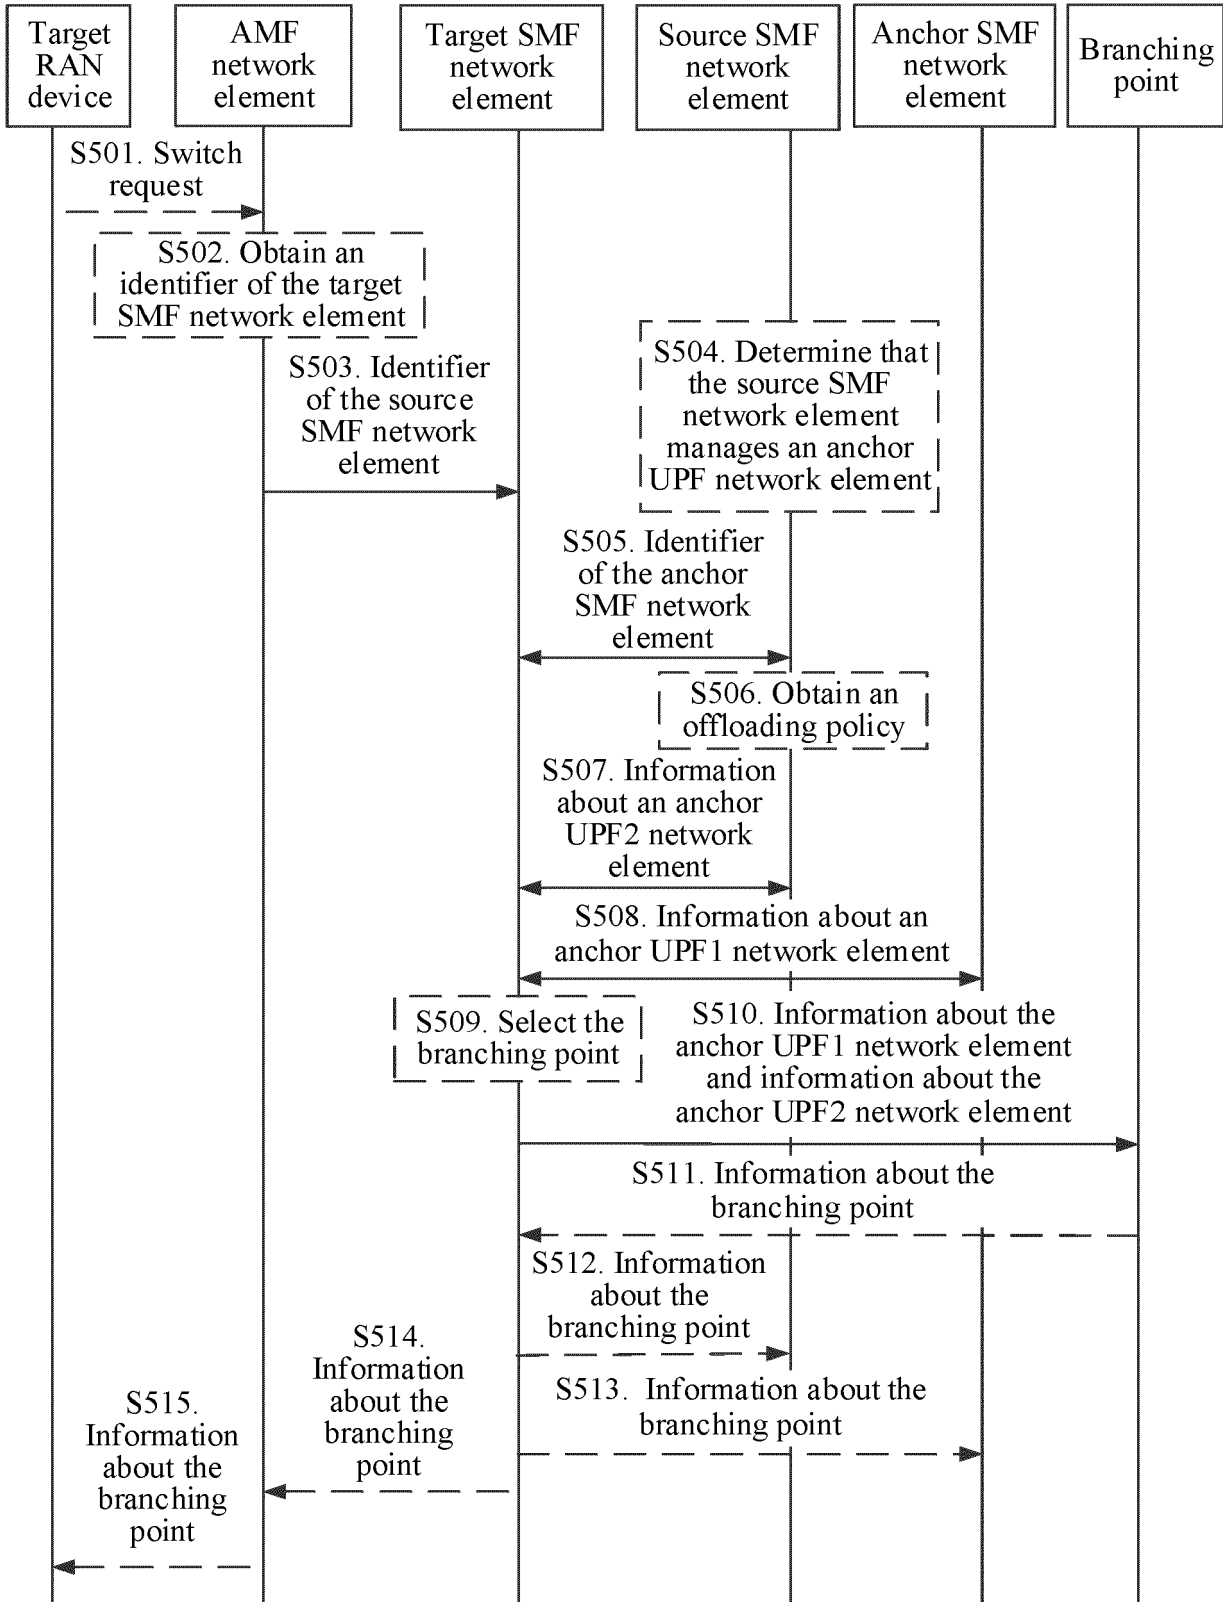 Target
RAN
device
AMF
network
element
Target SMF
network
element
Source SMF
network
element
Anchor SMF
network
element
Branching
point
S501. Switch
request
S502. Obtain an
identifier of the target
SMF network element
S503. Identifier
of the source
SMF network
element
S504. Determine that
the source SMF
network element
manages an anchor
UPF network element
S505. Identifier
of the anchor
SMF network
element
S506. Obtain an
offloading policy
S507. Information
about an anchor
UPF2 network
element
S508. Information about an
anchor UPF1 network element
S509. Select the
branching point
S510. Information about the
anchor UPF1 network element
and information about the
anchor UPF2 network element
S511. Information about the
branching point
S512. Information
about the
branching point
S513. Information about the
branching point
S514.
Information
about the
branching
point
S515.
Information
about the
branching
point